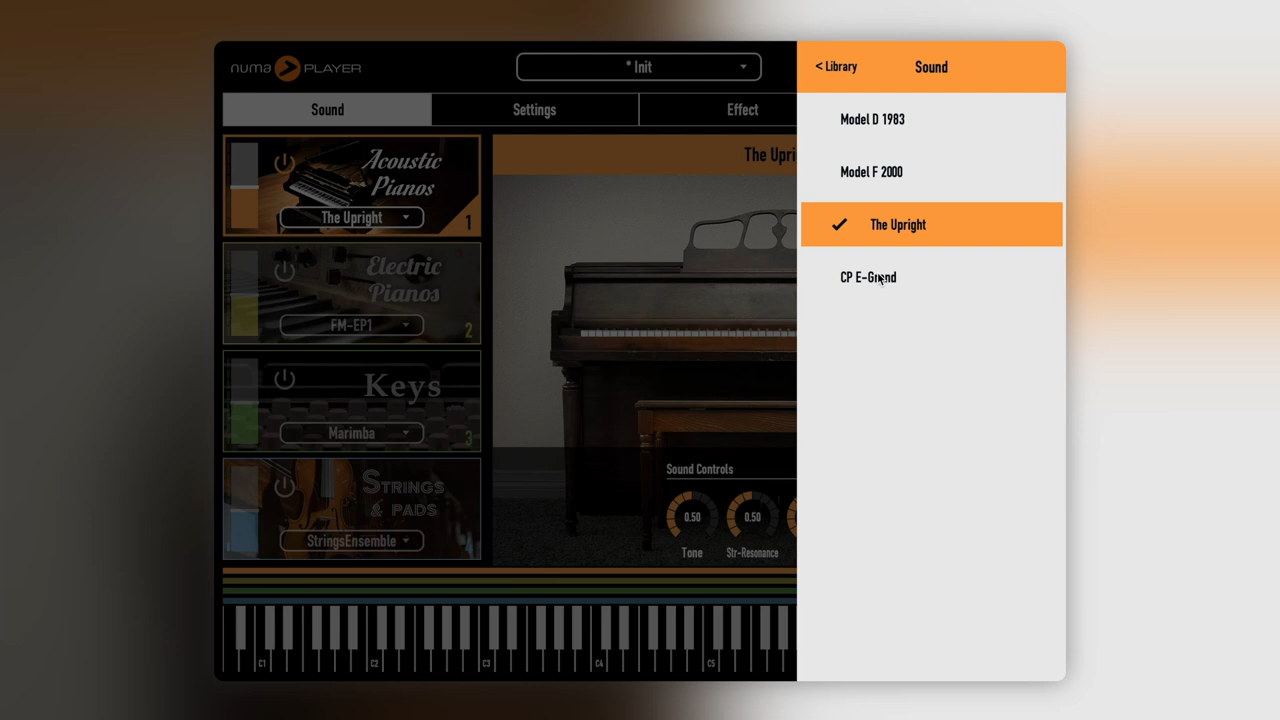 numa PLAYER
* Init
< Library
Sound
Sound
Settings
Effect
Model D 1983
Model F 2000
The Upright
CP E-Grand
Acoustic
Pianos
The Upright
1
Electric
Pianos
FM-EP1
2
Keys
Marimba
3
STRINGS
& PADS
StringsEnsemble
The Upri
Sound Controls
0.50
0.50
Tone
Str-Resonance
C1
C2
C3
C4
C5